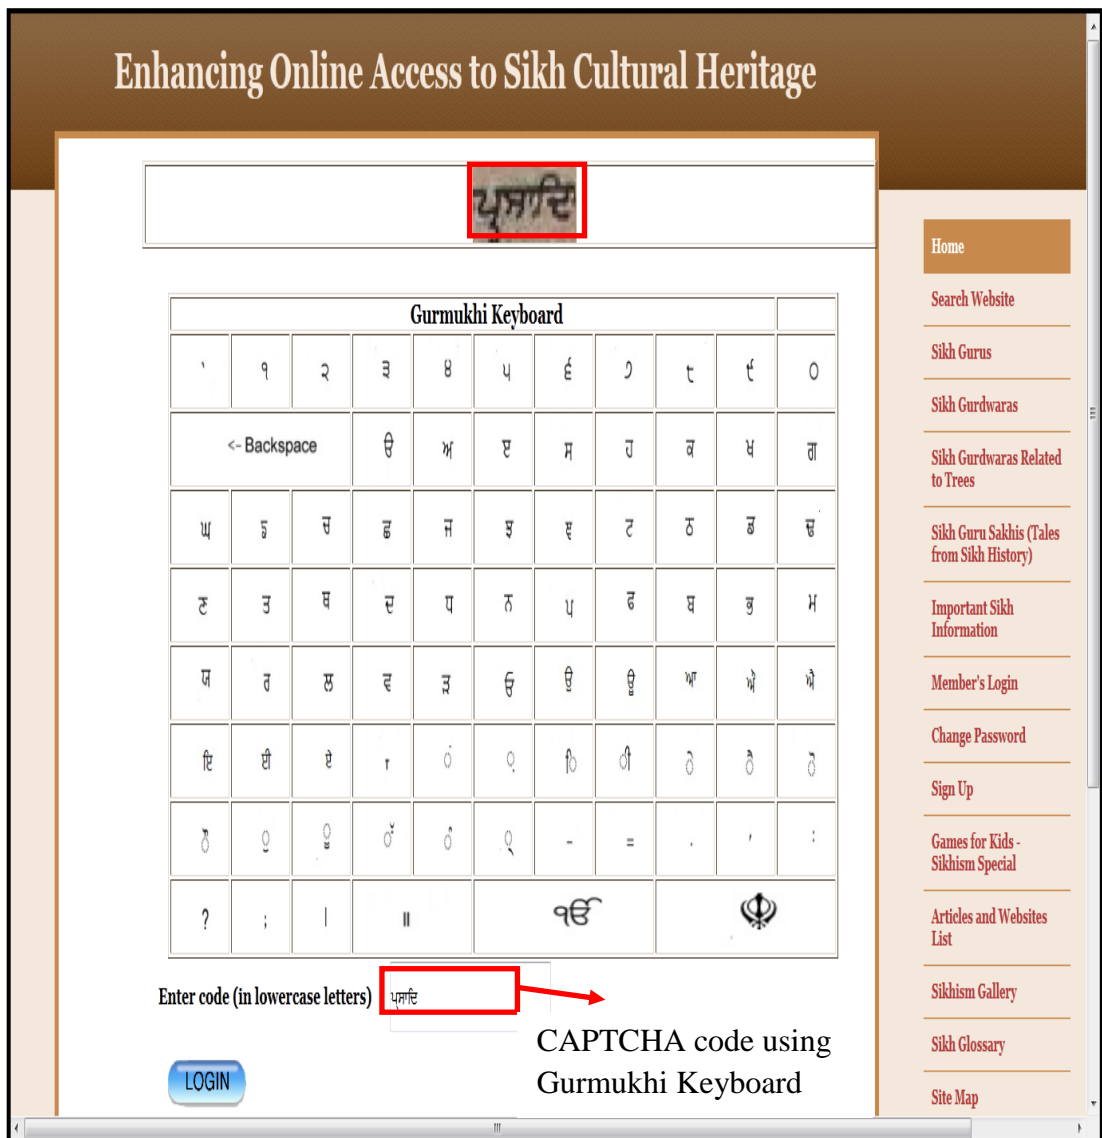 Enhancing Online Access to Sikh Cultural Heritage
ਪ੍ਰਸਾਦਿ
Gurmukhi Keyboard
` ੧ ੨ ੩ ੪ ੫ ੬ ੭ ੮ ੯ ੦
<- Backspace ੳ ਅ ੲ ਸ ਹ ਕ ਖ ਗ
ਘ ਙ ਚ ਛ ਜ ਝ ਞ ਟ ਠ ਡ ਢ
ਣ ਤ ਥ ਦ ਧ ਨ ਪ ਫ ਬ ਭ ਮ
ਯ ਰ ਲ ਵ ੜ ਓ ਉ ਊ ਆ ਔ ਐ
ਇ ਈ ਏ ਾ ਂ ਼ ਿ ੀ ੇ ੈ ੋ
ੌ ੁ ੂ ੱ ੰ ੍ - = . ' :
? ; । ॥ ੴ ☬
Enter code (in lowercase letters) ਪ੍ਰਸਾਦਿ
CAPTCHA code using
Gurmukhi Keyboard
LOGIN
Home
Search Website
Sikh Gurus
Sikh Gurdwaras
Sikh Gurdwaras Related
to Trees
Sikh Guru Sakhis (Tales
from Sikh History)
Important Sikh
Information
Member's Login
Change Password
Sign Up
Games for Kids -
Sikhism Special
Articles and Websites
List
Sikhism Gallery
Sikh Glossary
Site Map